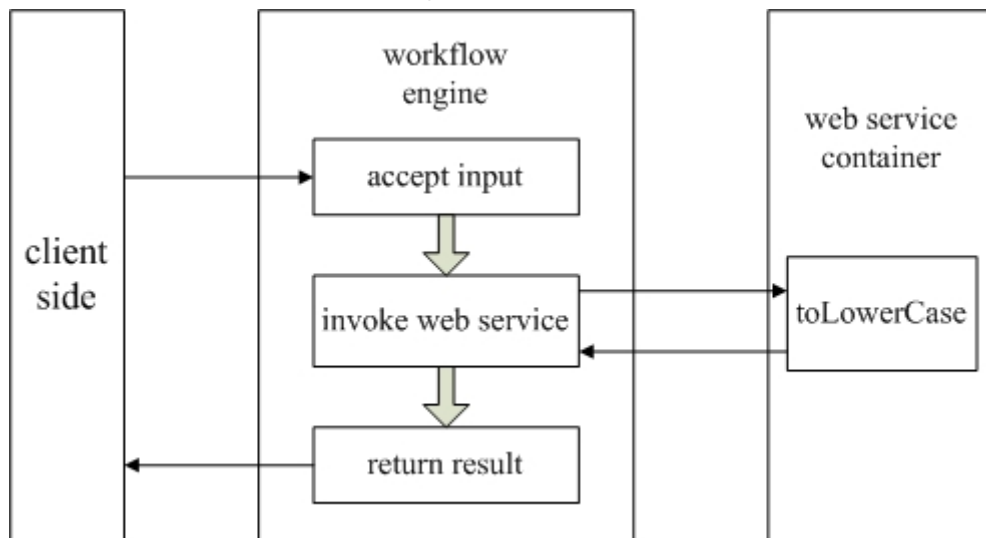 workflow
engine
web service
container
accept input
client
side
invoke web service
toLowerCase
return result